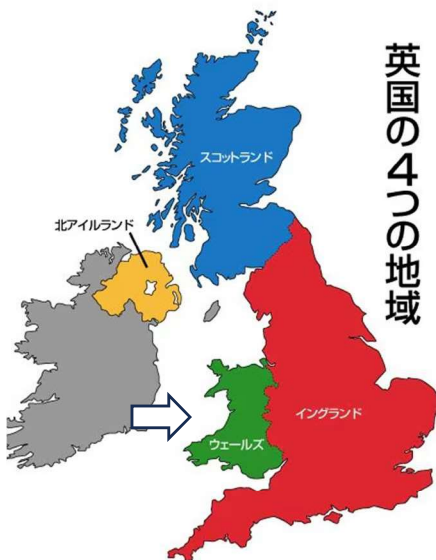 英国の4つの地域
スコットランド
北アイルランド
イングランド
ウェールズ